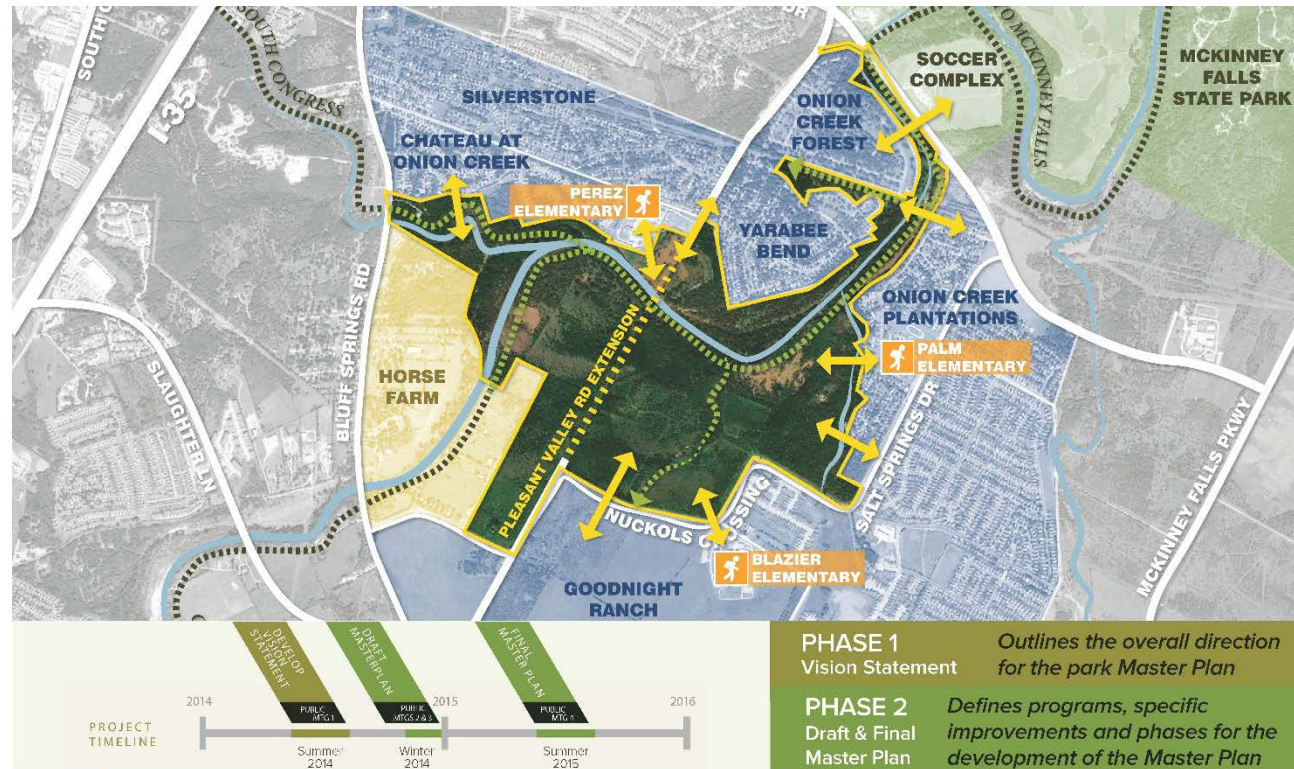 SOUTH CONGRESS
I-35
SILVERSTONE
CHATEAU AT
ONION CREEK
PEREZ
ELEMENTARY
ONION
CREEK
FOREST
YARABEE
BEND
SOCCER
COMPLEX
TO MCKINNEY FALLS
MCKINNEY
FALLS
STATE PARK
DR
SLAUGHTER LN
BLUFF SPRINGS RD
HORSE
FARM
PLEASANT VALLEY RD EXTENSION
ONION CREEK
PLANTATIONS
PALM
ELEMENTARY
SALT SPRINGS DR
MCKINNEY FALLS PKWY
NUCKOLS CROSSING
BLAZIER
ELEMENTARY
GOODNIGHT
RANCH
PROJECT
TIMELINE
2014
2015
2016
DEVELOP
VISION
STATEMENT
PUBLIC
MTG 1
Summer
2014
DRAFT
MASTERPLAN
PUBLIC
MTGS 2 & 3
Winter
2014
FINAL
MASTER PLAN
PUBLIC
MTG 4
Summer
2015
PHASE 1
Vision Statement
Outlines the overall direction
for the park Master Plan
PHASE 2
Draft & Final
Master Plan
Defines programs, specific
improvements and phases for the
development of the Master Plan